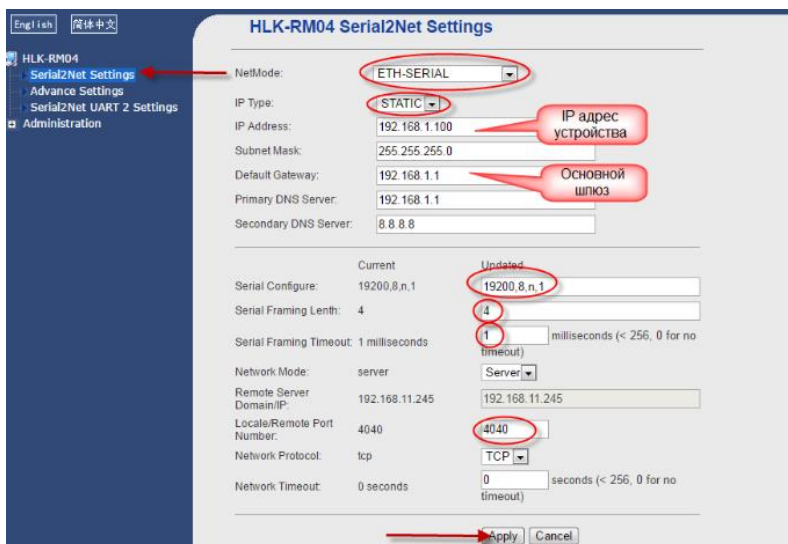 English 简体中文
HLK-RM04
Serial2Net Settings
Advance Settings
Serial2Net UART 2 Settings
Administration
HLK-RM04 Serial2Net Settings
NetMode: ETH-SERIAL
IP Type: STATIC
IP Address: 192.168.1.100
IP адрес
устройства
Subnet Mask: 255.255.255.0
Default Gateway: 192.168.1.1
Основной
шлюз
Primary DNS Server: 192.168.1.1
Secondary DNS Server: 8.8.8.8
Current Updated
Serial Configure: 19200,8,n,1 19200,8,n,1
Serial Framing Lenth: 4 4
Serial Framing Timeout: 1 milliseconds 1 milliseconds (< 256, 0 for no
timeout)
Network Mode: server Server
Remote Server
Domain/IP: 192.168.11.245 192.168.11.245
Locale/Remote Port
Number: 4040 4040
Network Protocol: tcp TCP
Network Timeout: 0 seconds 0 seconds (< 256, 0 for no
timeout)
Apply Cancel